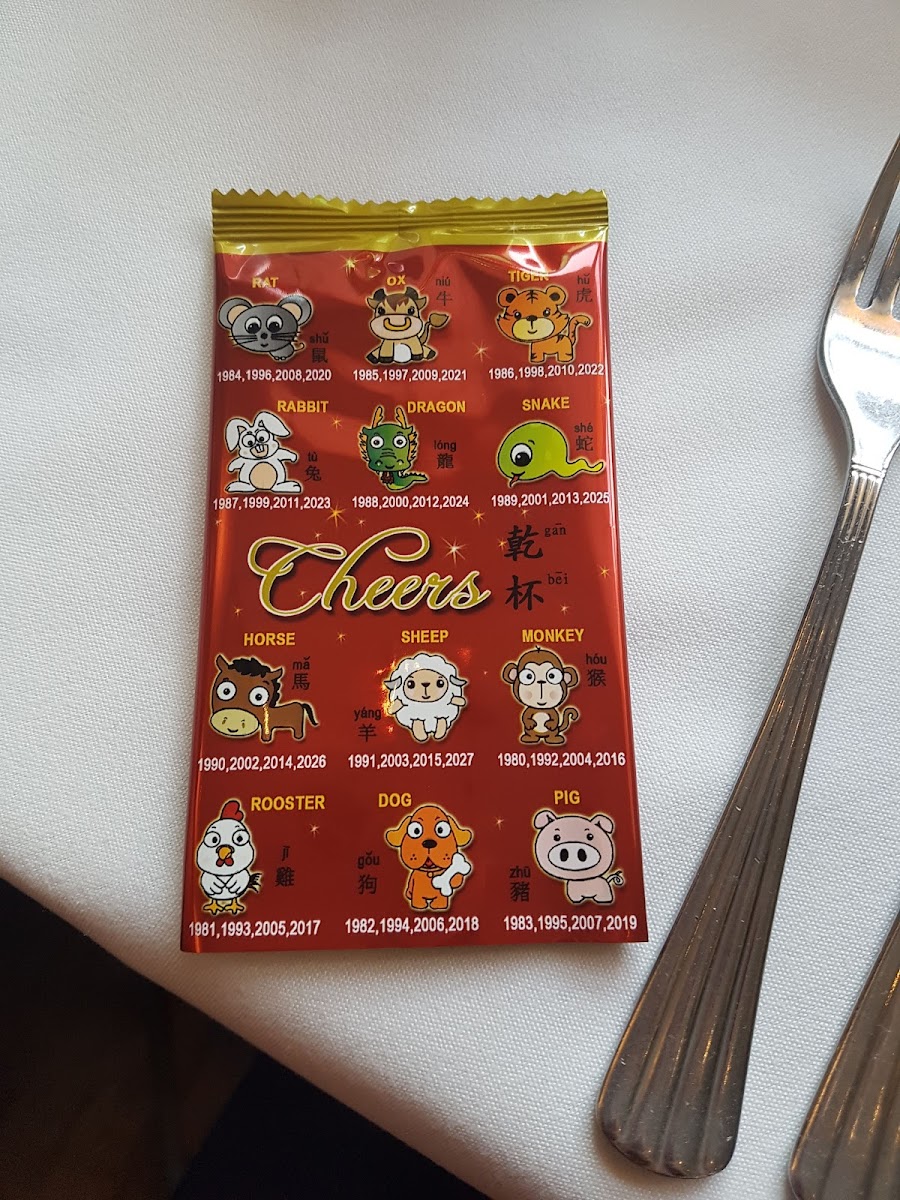 RAT
shǔ
鼠
1984,1996,2008,2020
OX
niú
牛
1985,1997,2009,2021
TIGER
hǔ
虎
1986,1998,2010,2022
RABBIT
tù
兔
1987,1999,2011,2023
DRAGON
lóng
龍
1988,2000,2012,2024
SNAKE
shé
蛇
1989,2001,2013,2025
Cheers
乾 gān
杯 bēi
HORSE
mǎ
馬
1990,2002,2014,2026
SHEEP
yáng
羊
1991,2003,2015,2027
MONKEY
hóu
猴
1980,1992,2004,2016
ROOSTER
jī
雞
1981,1993,2005,2017
DOG
gǒu
狗
1982,1994,2006,2018
PIG
zhū
豬
1983,1995,2007,2019